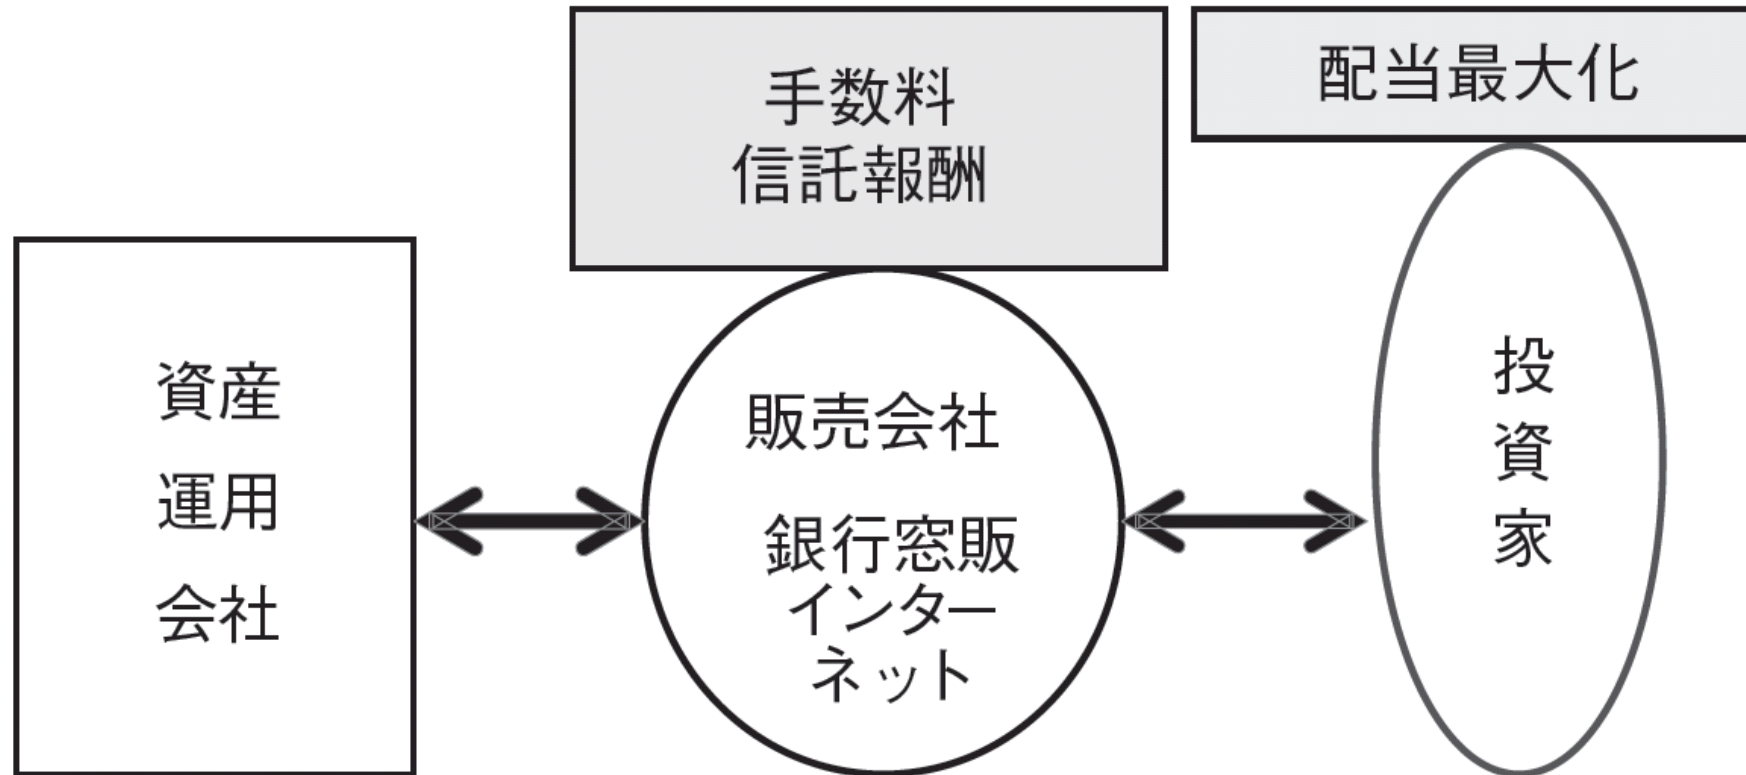 手数料
信託報酬
配当最大化
資産
運用
会社
販売会社
銀行窓販
インター
ネット
投資家